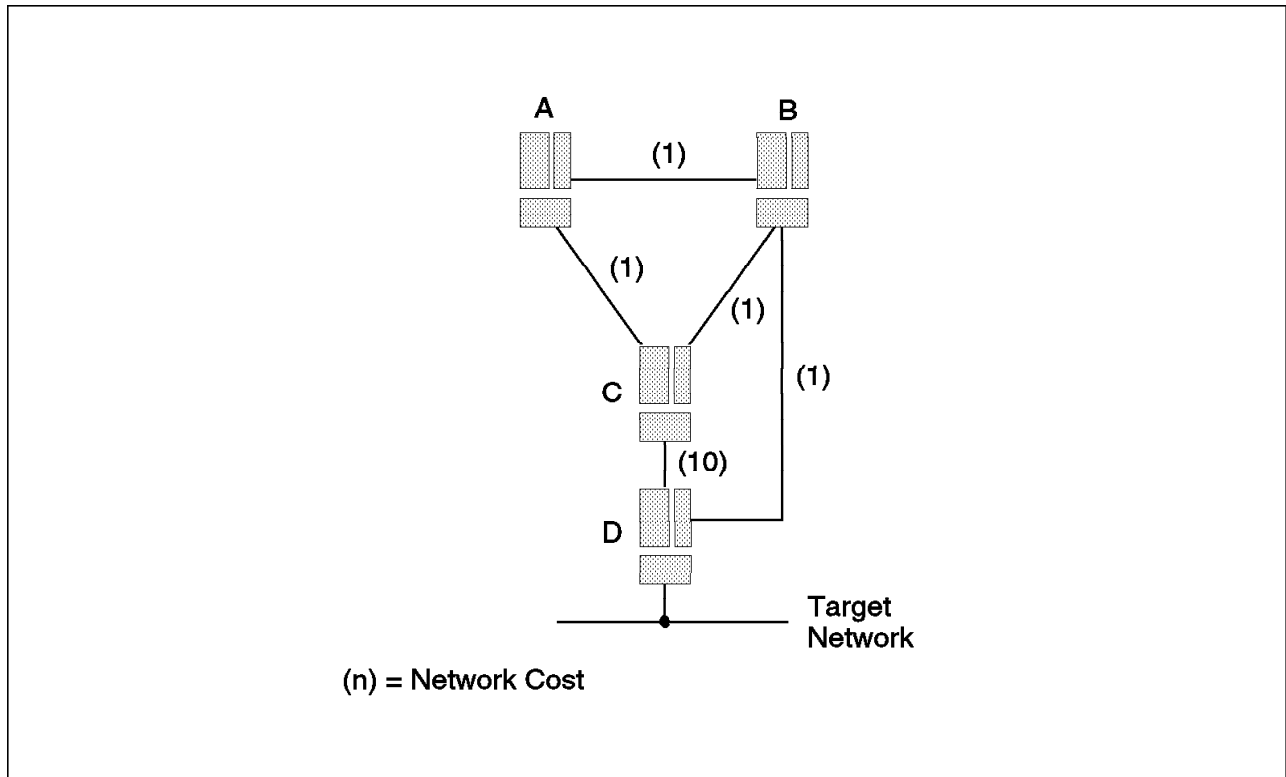 A
B
(1)
(1)
(1)
(1)
C
(10)
D
Target
Network
(n) = Network Cost